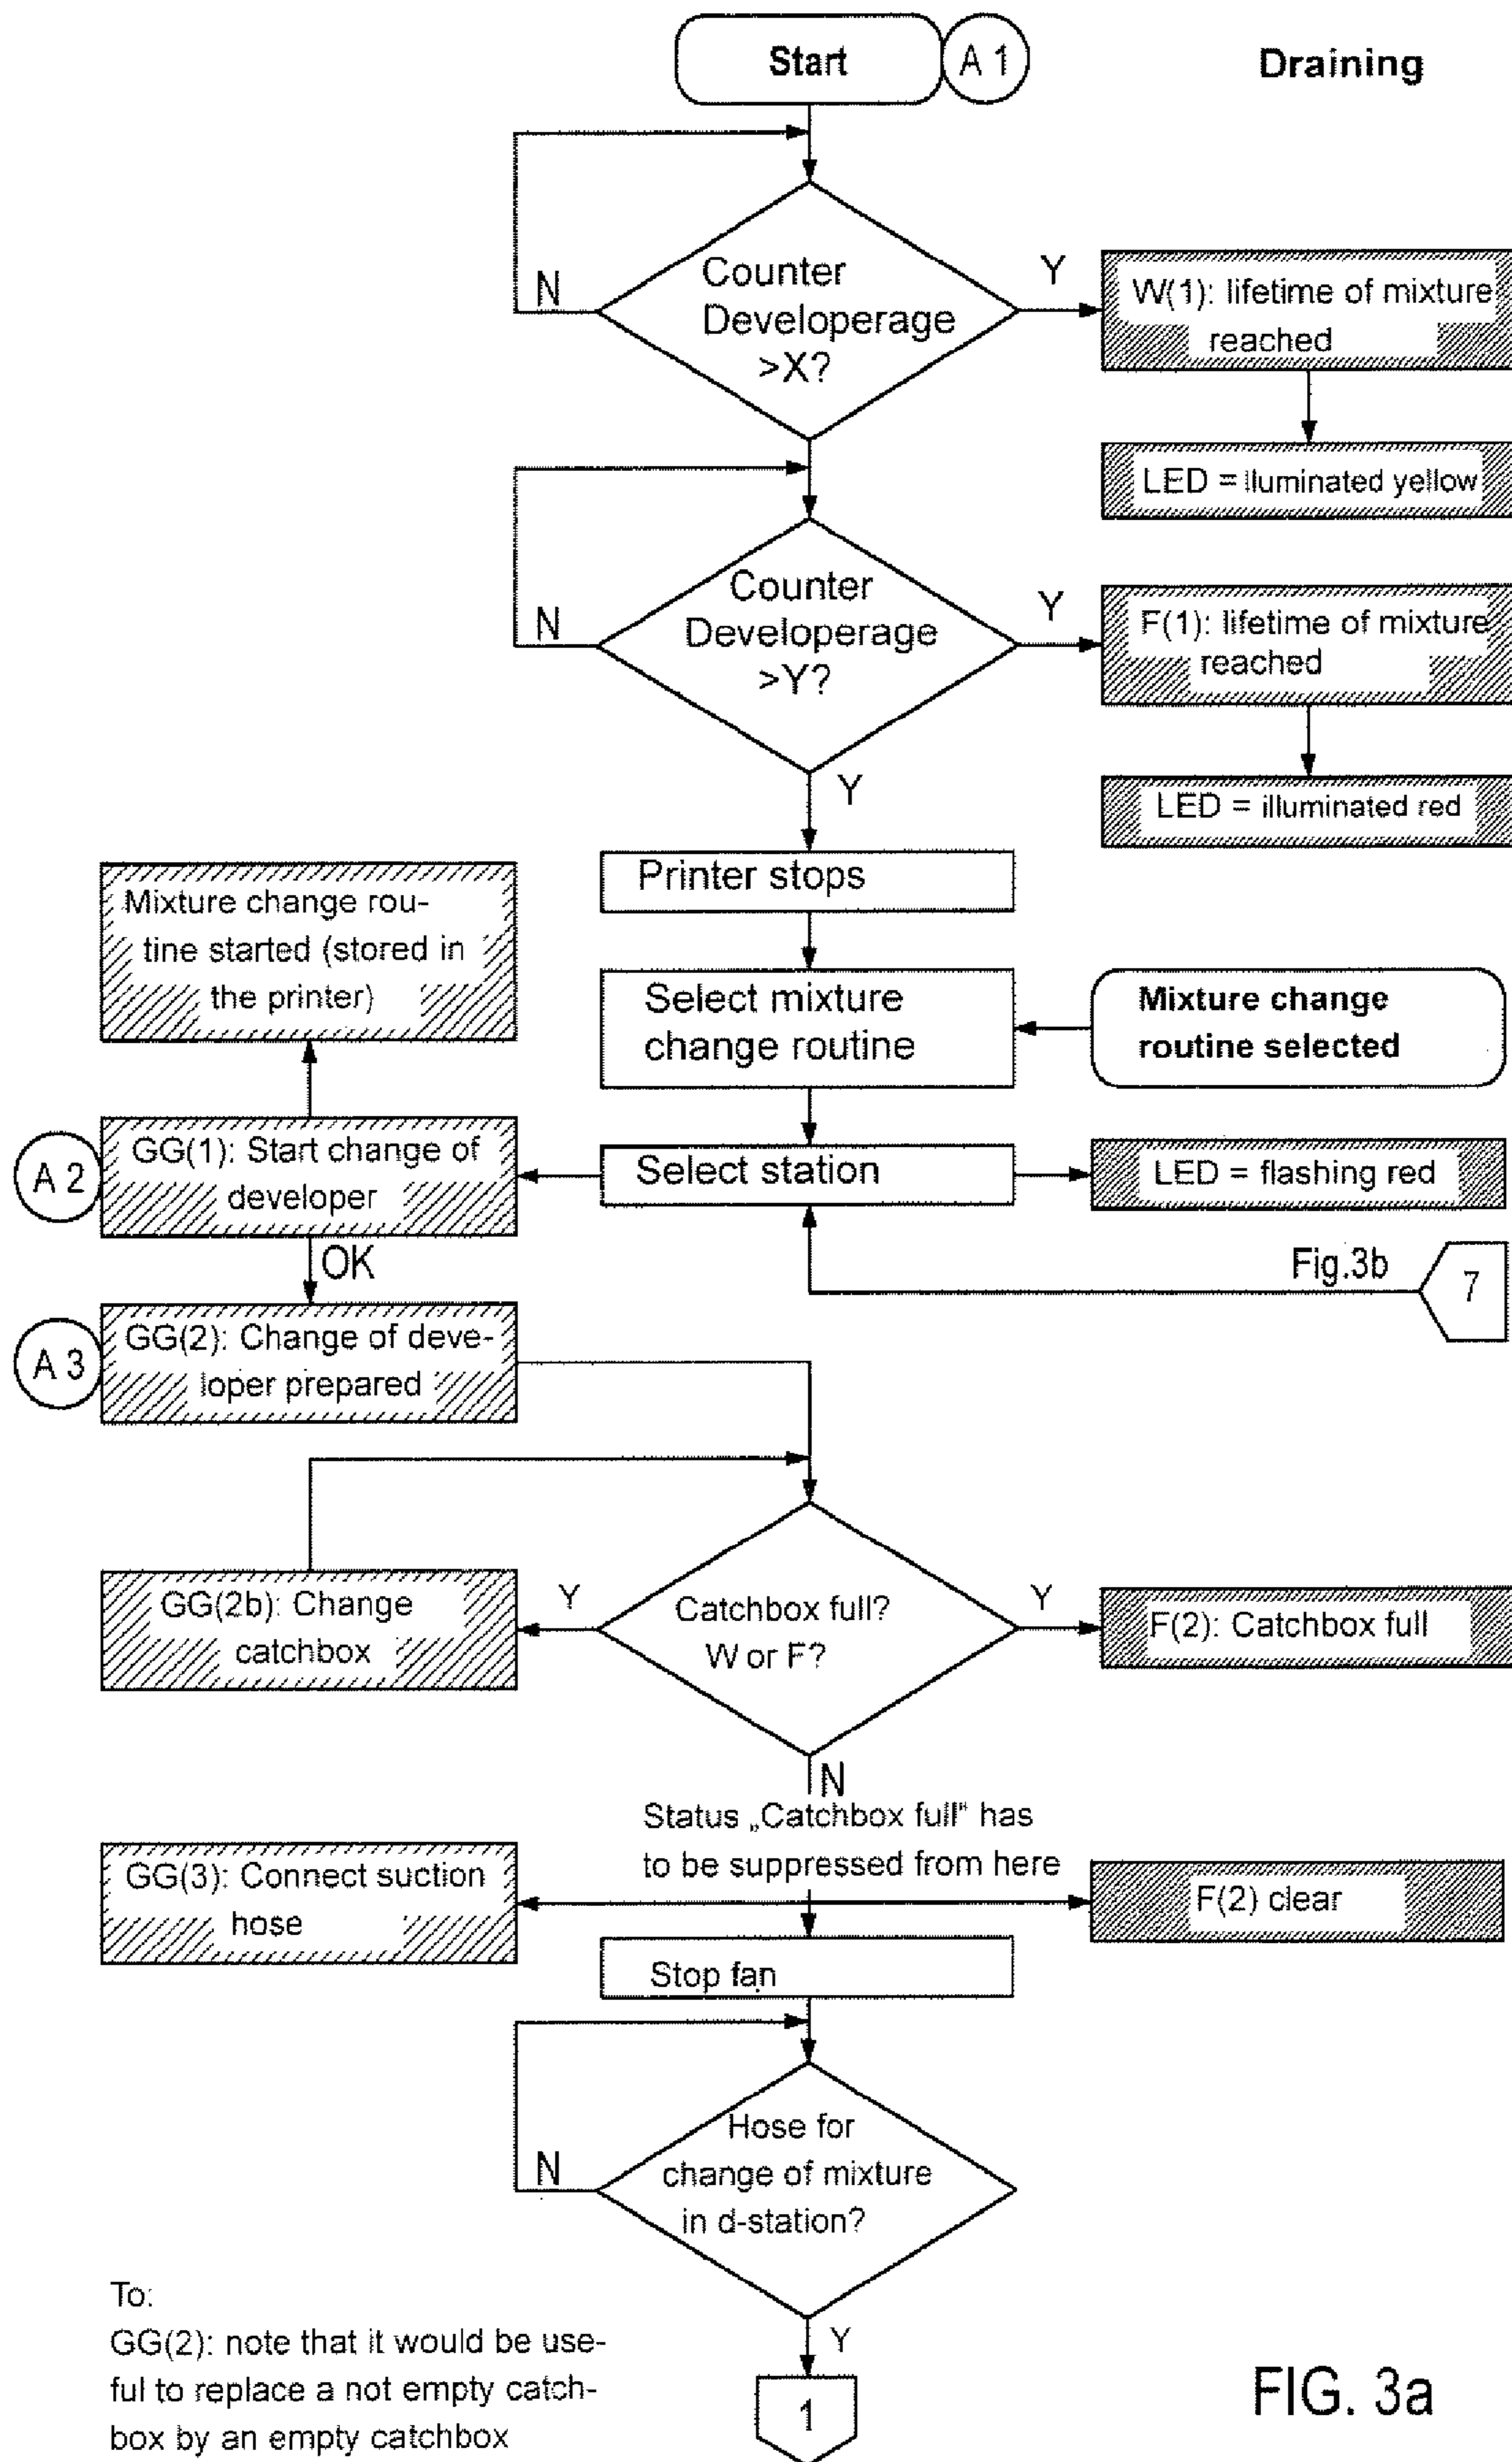 Start
A 1
Draining
N
Counter
Developerage
>X?
Y
W(1): lifetime of mixture
reached
LED = iluminated yellow
N
Counter
Developerage
>Y?
Y
F(1): lifetime of mixture
reached
LED = illuminated red
Y
Printer stops
Mixture change rou-
tine started (stored in
the printer)
Select mixture
change routine
Mixture change
routine selected
A 2
GG(1): Start change of
developer
Select station
LED = flashing red
OK
Fig.3b
7
A 3
GG(2): Change of deve-
loper prepared
GG(2b): Change
catchbox
Y
Catchbox full?
W or F?
Y
F(2): Catchbox full
N
Status „Catchbox full" has
to be suppressed from here
GG(3): Connect suction
hose
F(2) clear
Stop fan
N
Hose for
change of mixture
in d-station?
Y
1
To:
GG(2): note that it would be use-
ful to replace a not empty catch-
box by an empty catchbox
FIG. 3a